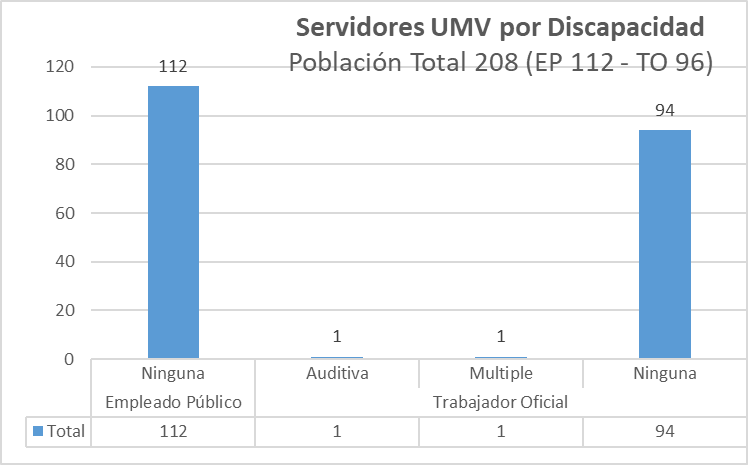 Servidores UMV por Discapacidad
Población Total 208 (EP 112 - TO 96)
120
100
80
60
40
20
0
112
1
1
94
Ninguna Auditiva Multiple Ninguna
Empleado Público Trabajador Oficial
Total 112 1 1 94